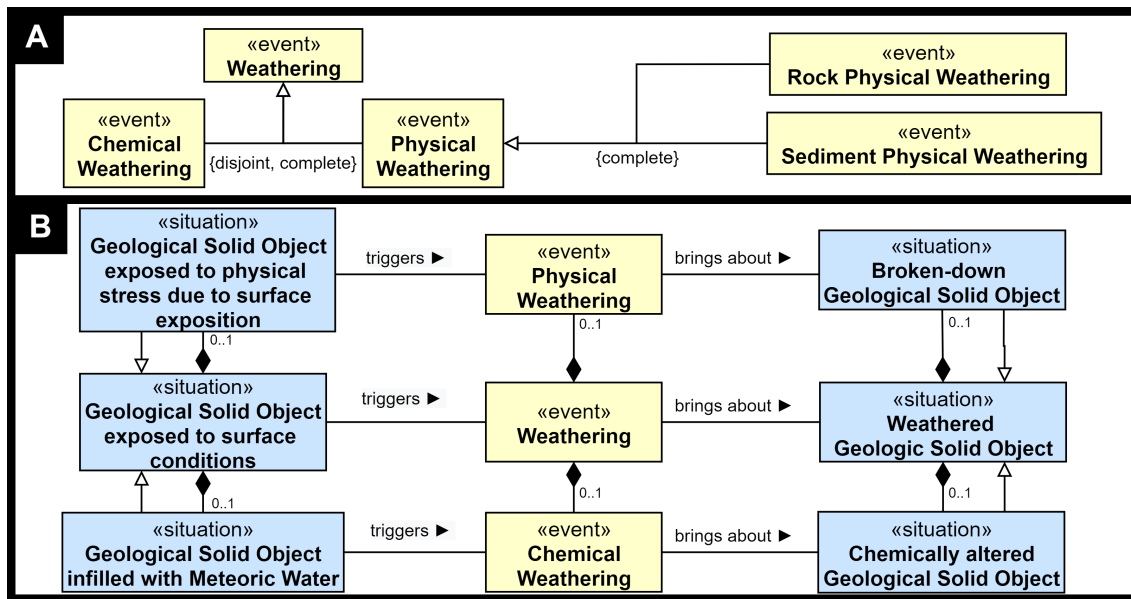 A
«event»
Weathering
«event»
Chemical
Weathering
{disjoint, complete}
«event»
Physical
Weathering
{complete}
«event»
Rock Physical Weathering
«event»
Sediment Physical Weathering
B
«situation»
Geological Solid Object
exposed to physical
stress due to surface
exposition
triggers ►
«event»
Physical
Weathering
brings about ►
«situation»
Broken-down
Geological Solid Object
0..1
0..1
0..1
«situation»
Geological Solid Object
exposed to surface
conditions
triggers ►
«event»
Weathering
brings about ►
«situation»
Weathered
Geologic Solid Object
0..1
0..1
0..1
«situation»
Geological Solid Object
infilled with Meteoric Water
triggers ►
«event»
Chemical
Weathering
brings about ►
«situation»
Chemically altered
Geological Solid Object